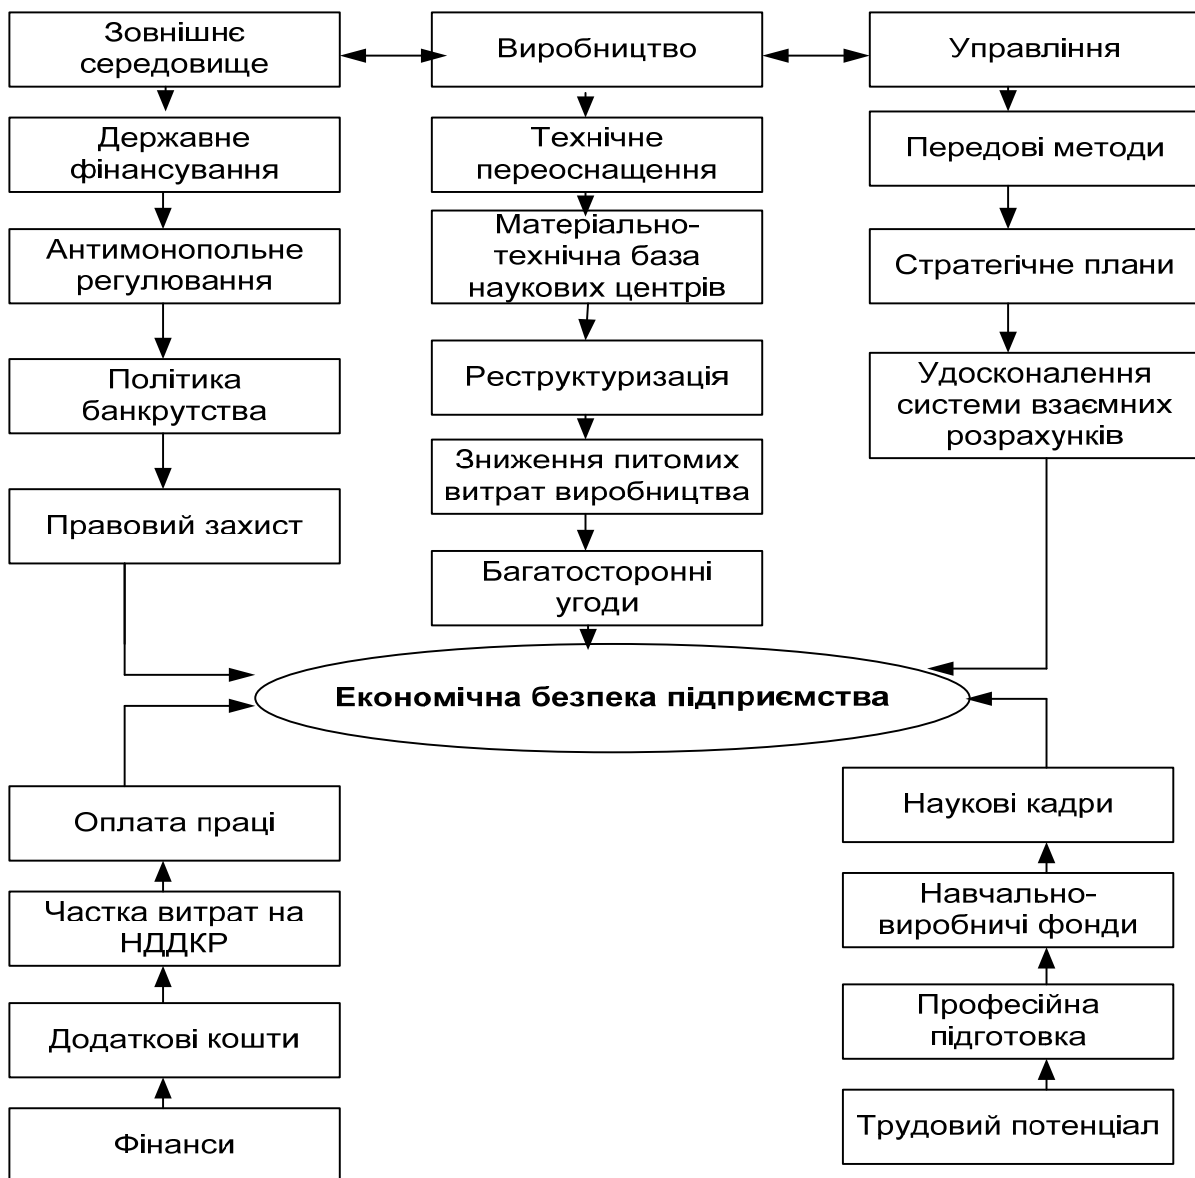 Зовнішнє
середовище
Виробництво
Управління
Державне
фінансування
Технічне
переоснащення
Передові методи
Антимонопольне
регулювання
Матеріально-
технічна база
наукових центрів
Стратегічне плани
Політика
банкрутства
Реструктуризація
Удосконалення
системи взаємних
розрахунків
Зниження питомих
витрат виробництва
Правовий захист
Багатосторонні
угоди
Економічна безпека підприємства
Оплата праці
Наукові кадри
Частка витрат на
НДДКР
Навчально-
виробничі фонди
Додаткові кошти
Професійна
підготовка
Фінанси
Трудовий потенціал